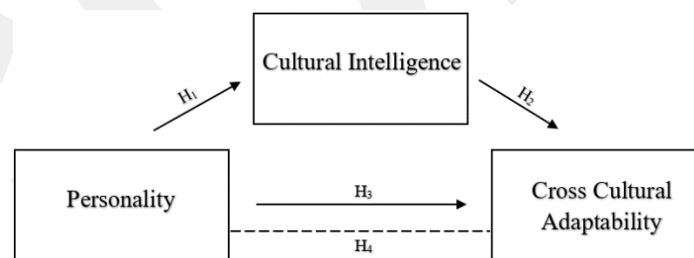 Cultural Intelligence
H₁
H₂
Personality
H₃
Cross Cultural
Adaptability
H₄